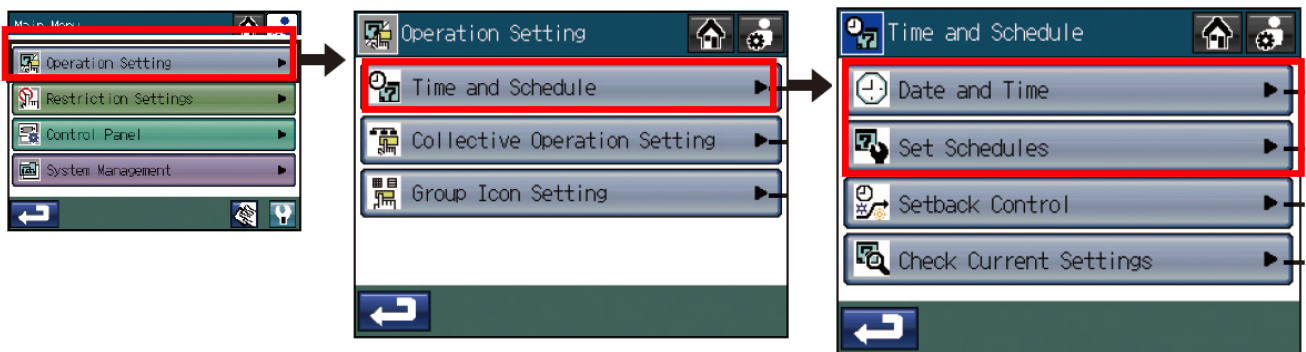 Main Menu
Operation Setting
Restriction Settings
Control Panel
System Management
Operation Setting
Time and Schedule
Collective Operation Setting
Group Icon Setting
Time and Schedule
Date and Time
Set Schedules
Setback Control
Check Current Settings